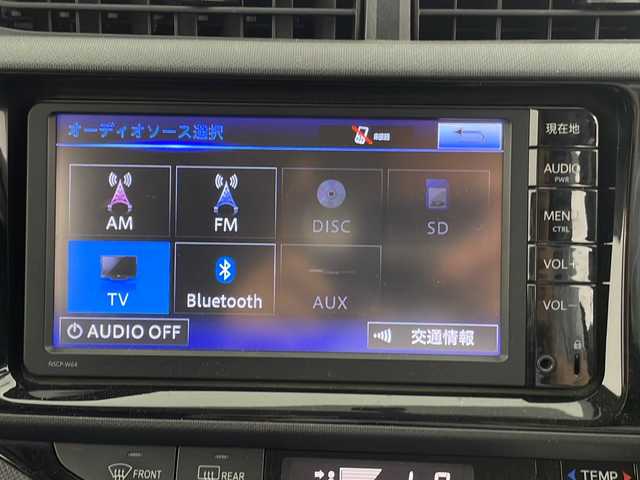 オーディオソース選択
AM
FM
DISC
SD
TV
Bluetooth
AUX
AUDIO OFF
交通情報
現在地
AUDIO
PWR
MENU
CTRL
VOL+
VOL-
NSCP-W64
FRONT
REAR
TEMP